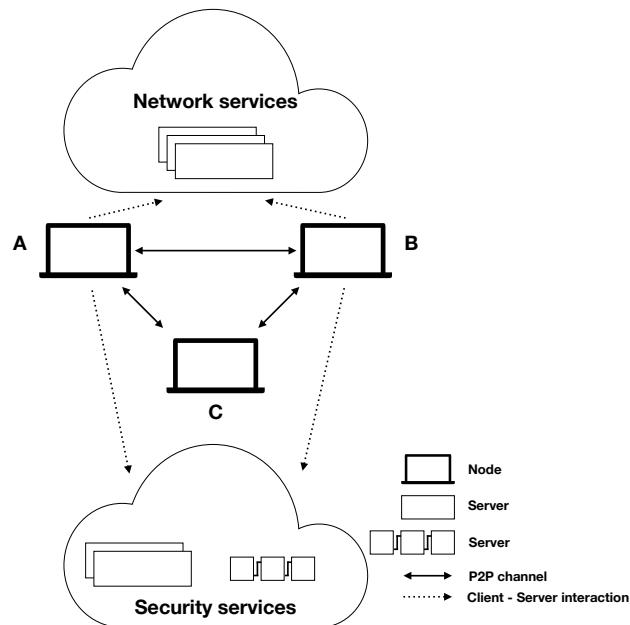 Network services
A
B
C
Node
Server
Server
P2P channel
Client - Server interaction
Security services